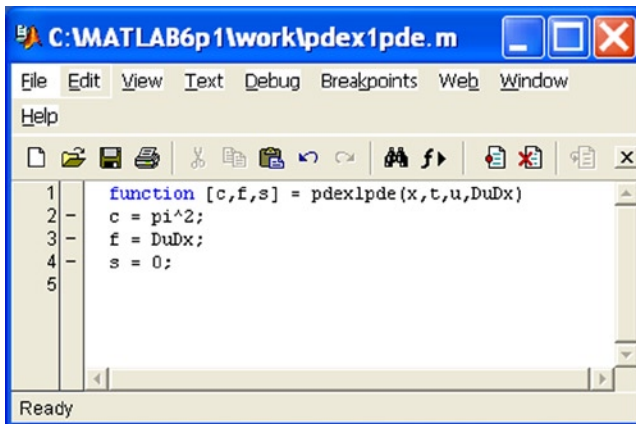 C:\MATLAB6p1\work\pdex1pde.m
File Edit View Text Debug Breakpoints Web Window
Help
1 function [c,f,s] = pdex1pde(x,t,u,DuDx)
2 - c = pi^2;
3 - f = DuDx;
4 - s = 0;
5
Ready